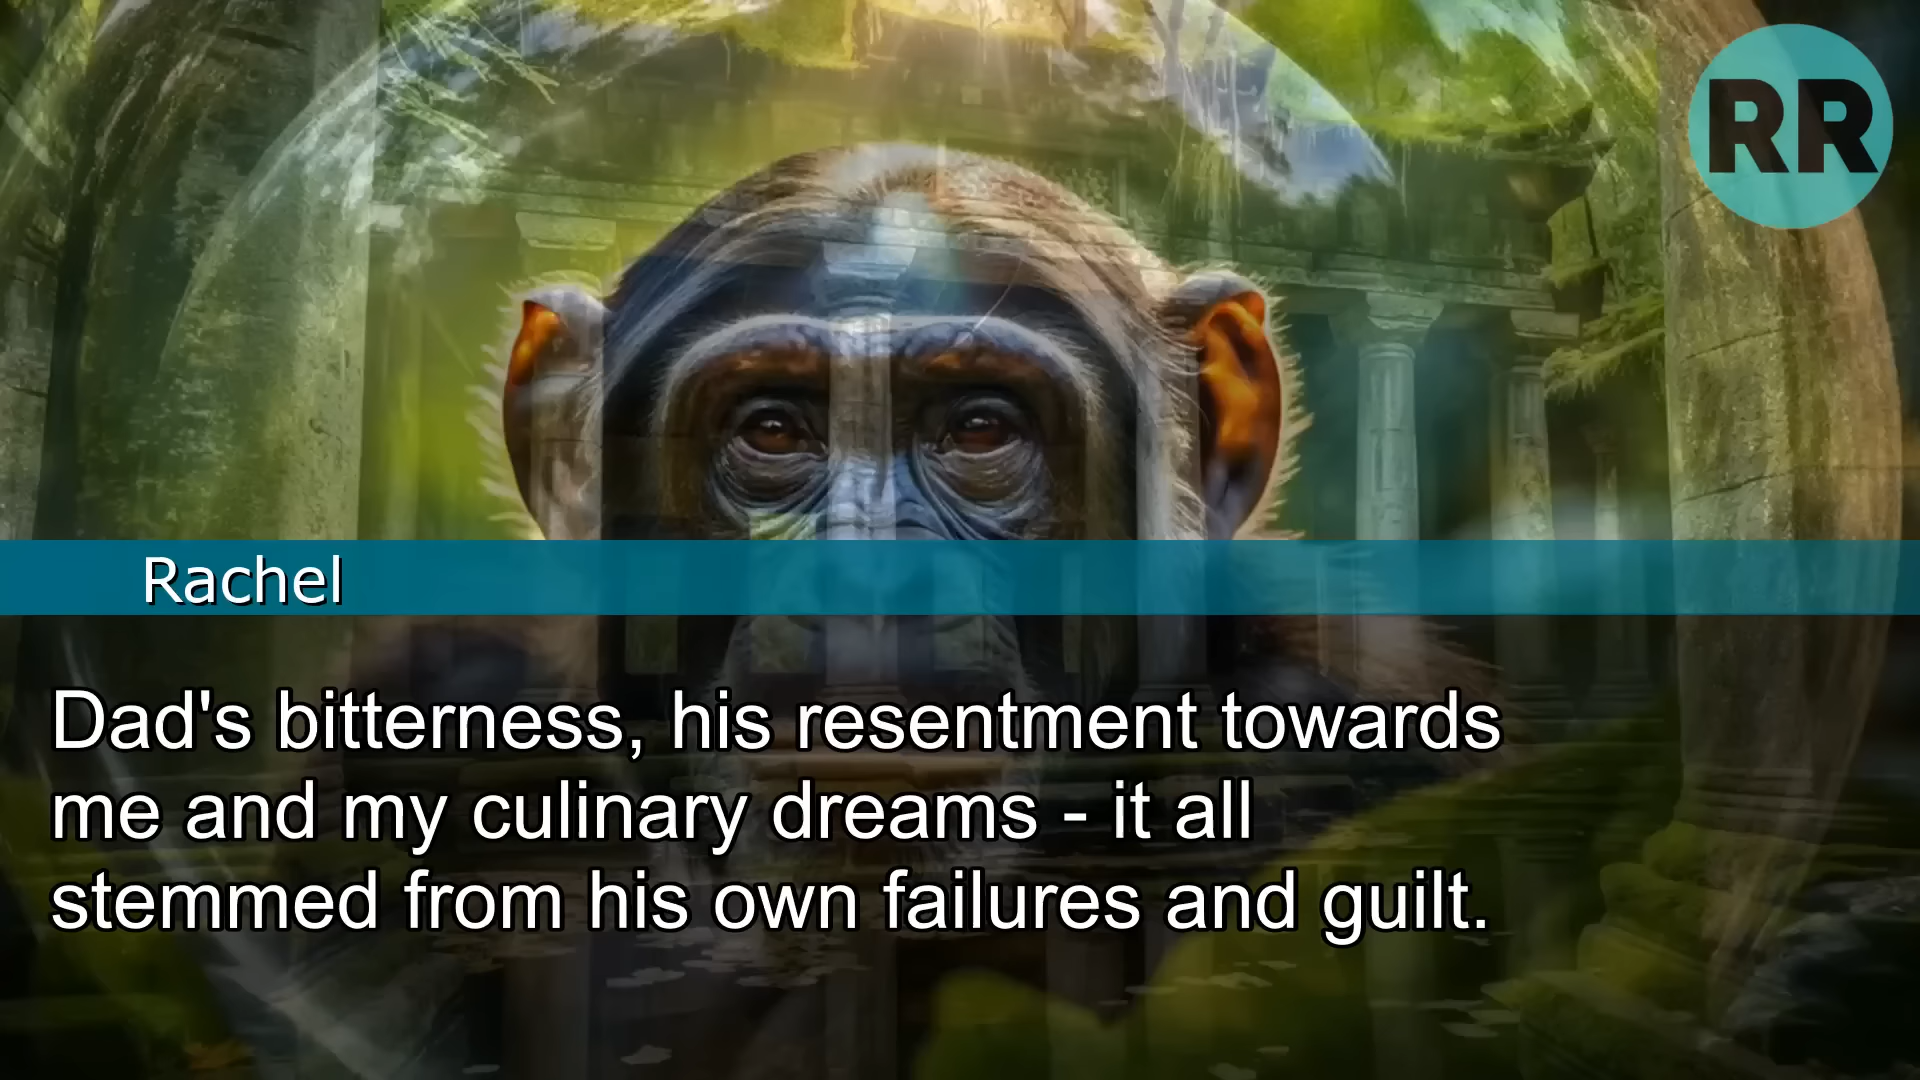 RR
Rachel
Dad's bitterness, his resentment towards
me and my culinary dreams - it all
stemmed from his own failures and guilt.